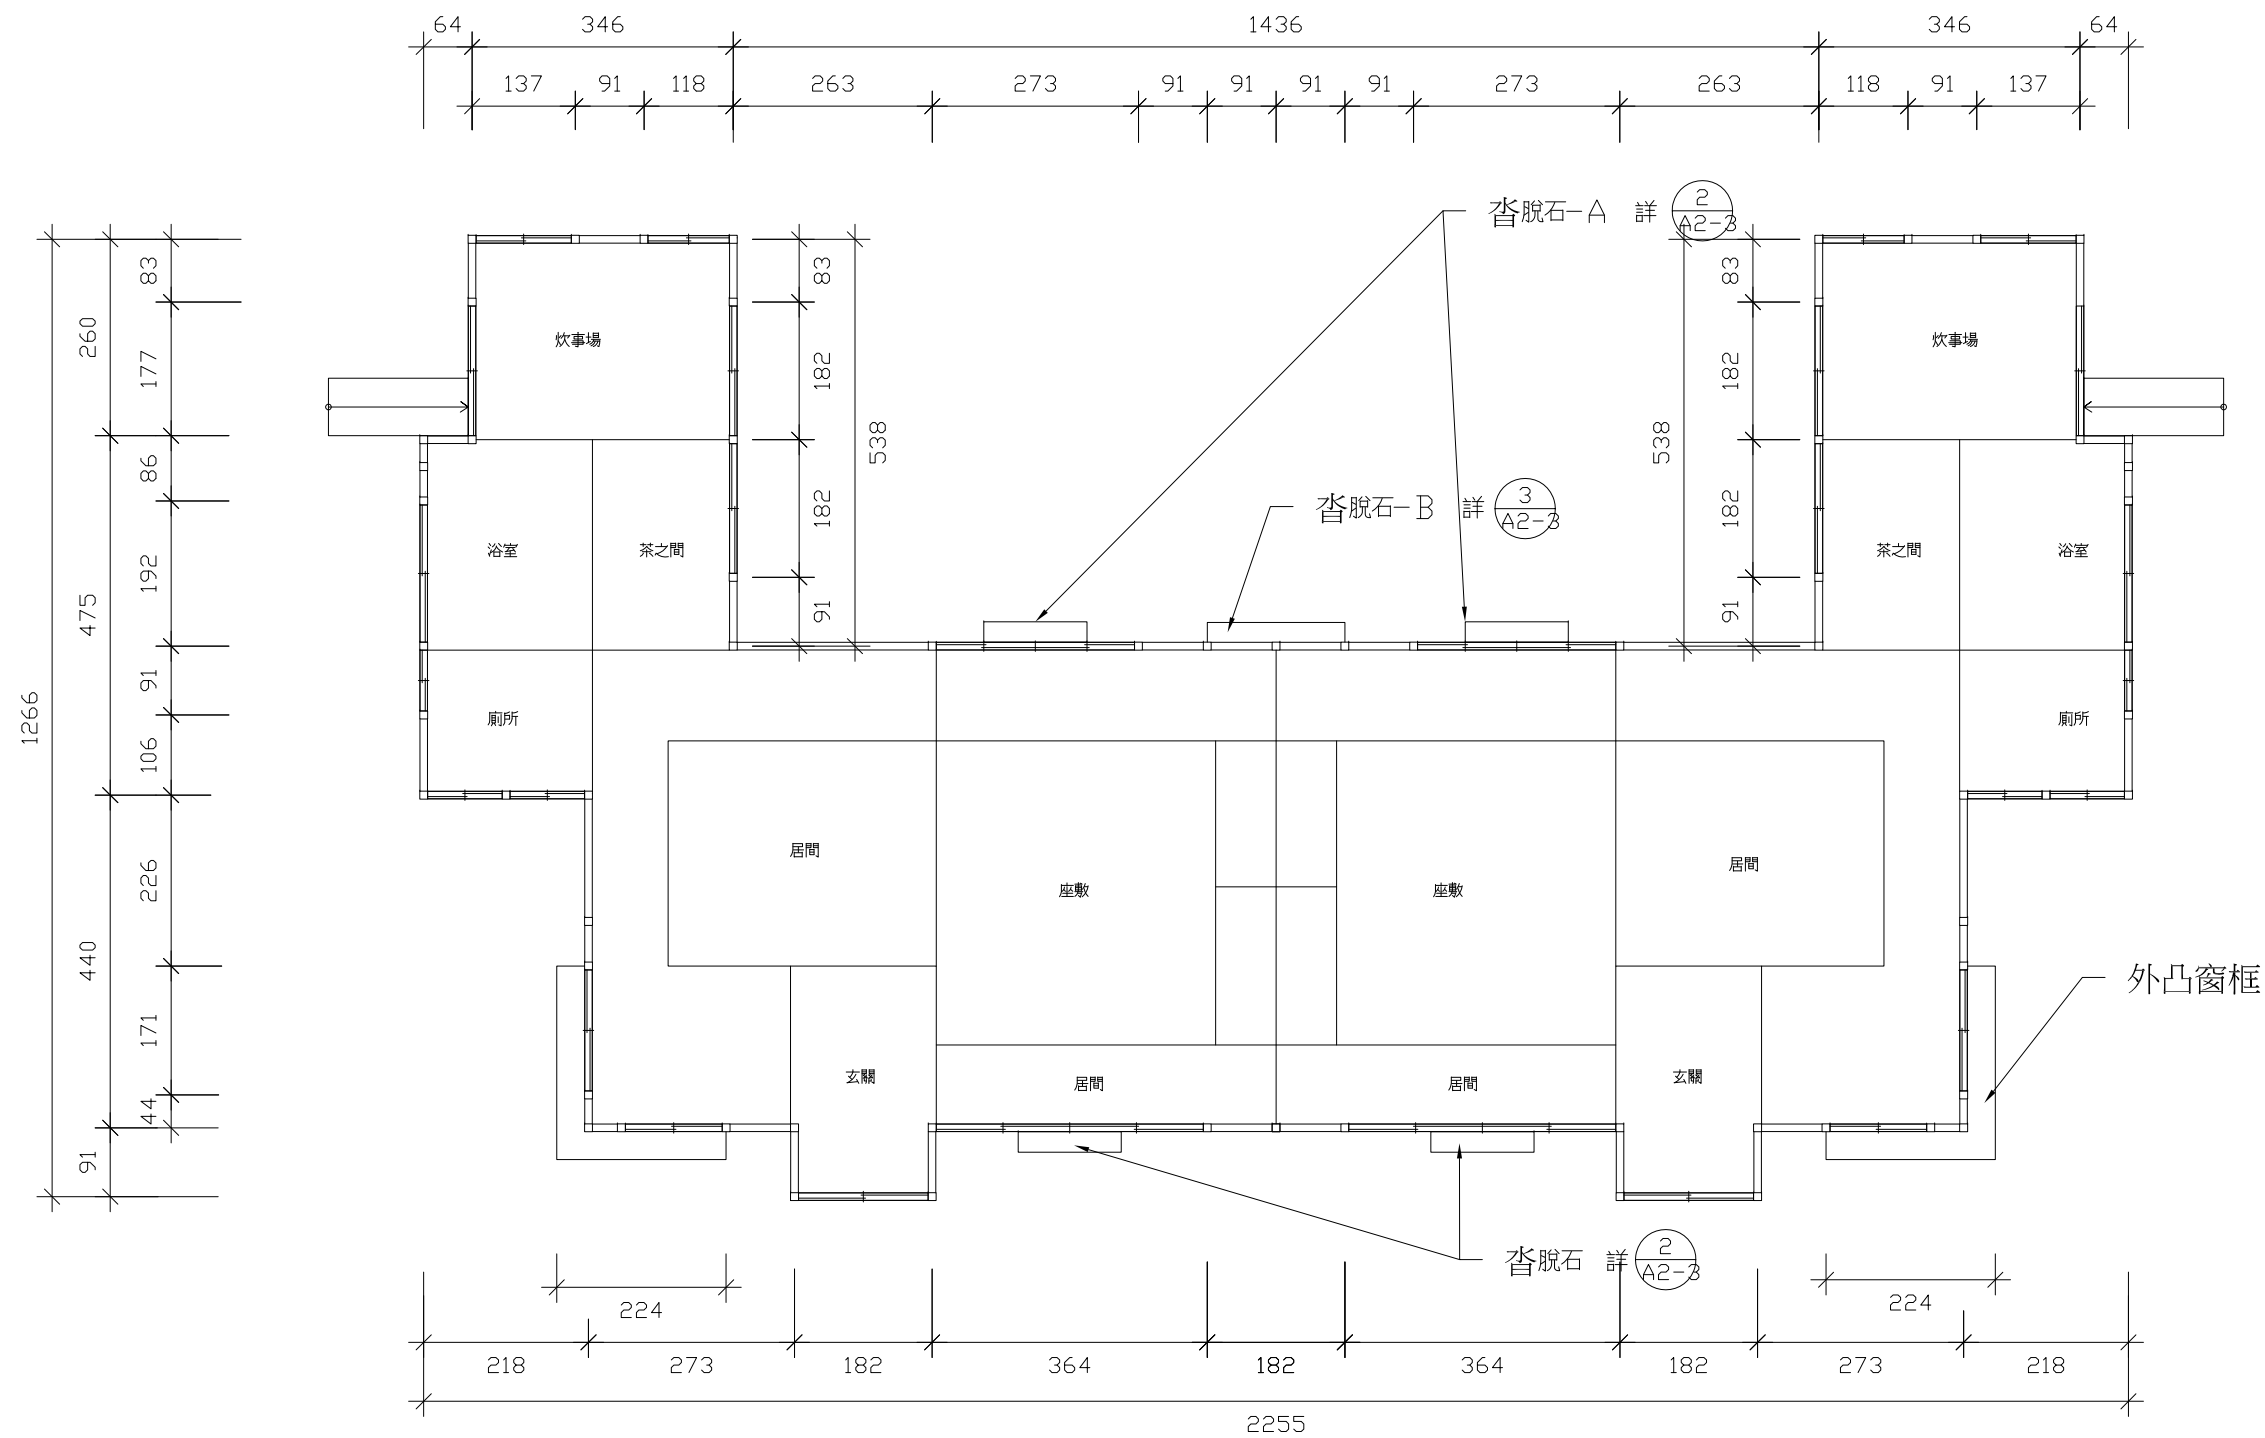 64 346 1436 346 64
137 91 118 263 273 91 91 91 91 273 263 118 91 137
沓脫石-A 詳 2
A2-3
83 83 83
260
炊事場 炊事場
177 182 182
538 538
86
沓脫石-B 詳 3
A2-3
182 182
浴室 茶之間 茶之間 浴室
192
475
91 91
91
1266
廁所 廁所
106
居間 居間
226
座敷 座敷
440
外凸窗框
171
玄關 居間 居間 玄關
44
91
沓脫石 詳 2
A2-3
224 224
218 273 182 364 182 364 182 273 218
2255